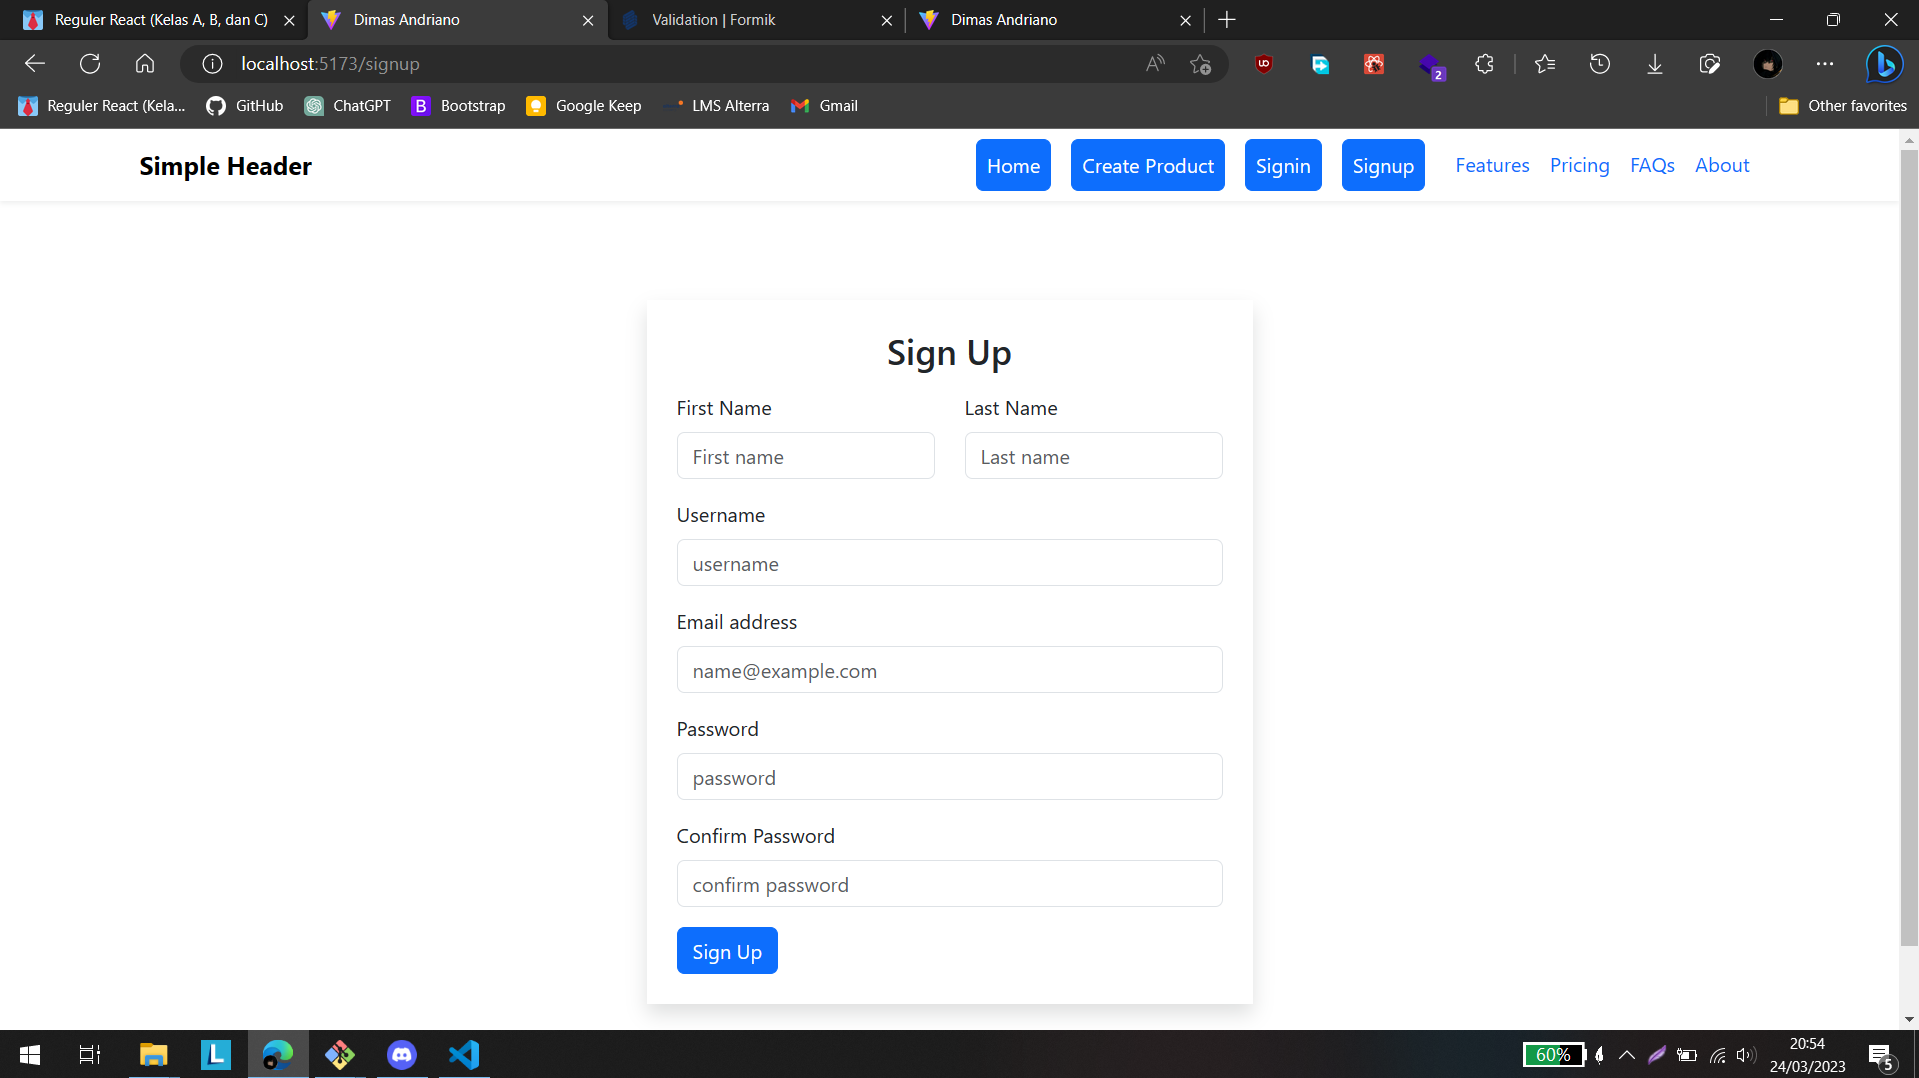 Reguler React (Kelas A, B, dan C)
Dimas Andriano
Validation | Formik
Dimas Andriano
localhost:5173/signup
2
Reguler React (Kela...
GitHub
ChatGPT
B Bootstrap
Google Keep
LMS Alterra
Gmail
Other favorites
Simple Header
Home
Create Product
Signin
Signup
Features
Pricing
FAQs
About
Sign Up
First Name
Last Name
First name
Last name
Username
username
Email address
name@example.com
Password
password
Confirm Password
confirm password
Sign Up
L
60%
20:54
24/03/2023
5